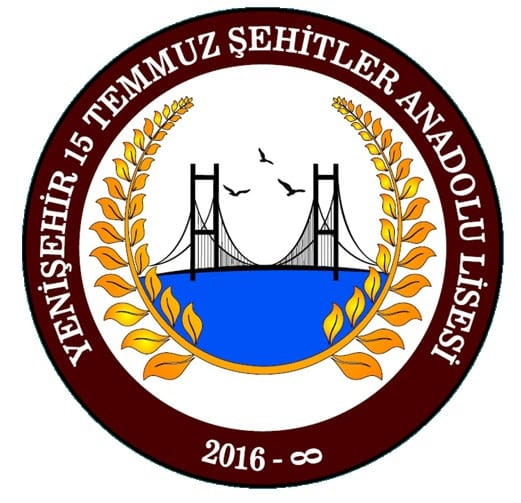 YENİŞEHİR 15 TEMMUZ ŞEHİTLER ANADOLU LİSESİ
2016 - ∞